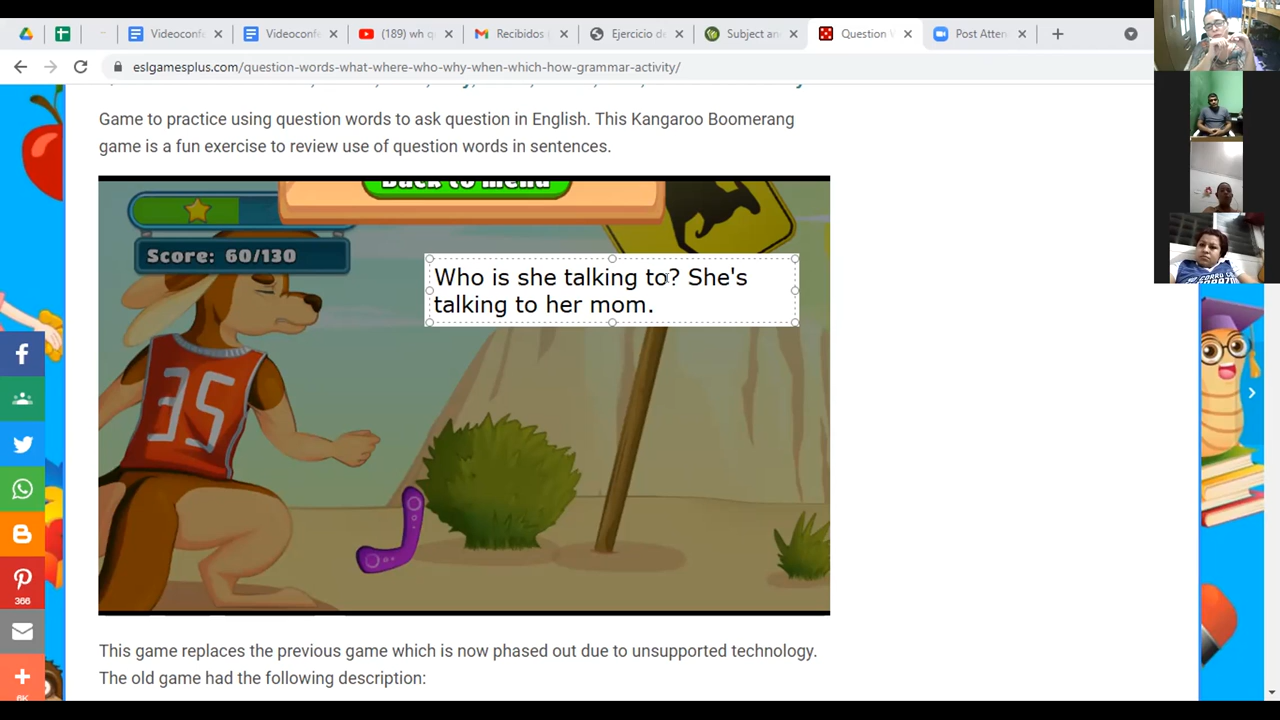 Videoconfe
Videoconfe
(189) wh q
Recibidos
Ejercicio de
Subject an
Question W
Post Atten
eslgamesplus.com/question-words-what-where-who-why-when-which-how-grammar-activity/
Game to practice using question words to ask question in English. This Kangaroo Boomerang
game is a fun exercise to review use of question words in sentences.
Back to menu
Score: 60/130
Who is she talking to? She's
talking to her mom.
35
This game replaces the previous game which is now phased out due to unsupported technology.
The old game had the following description:
366
6K